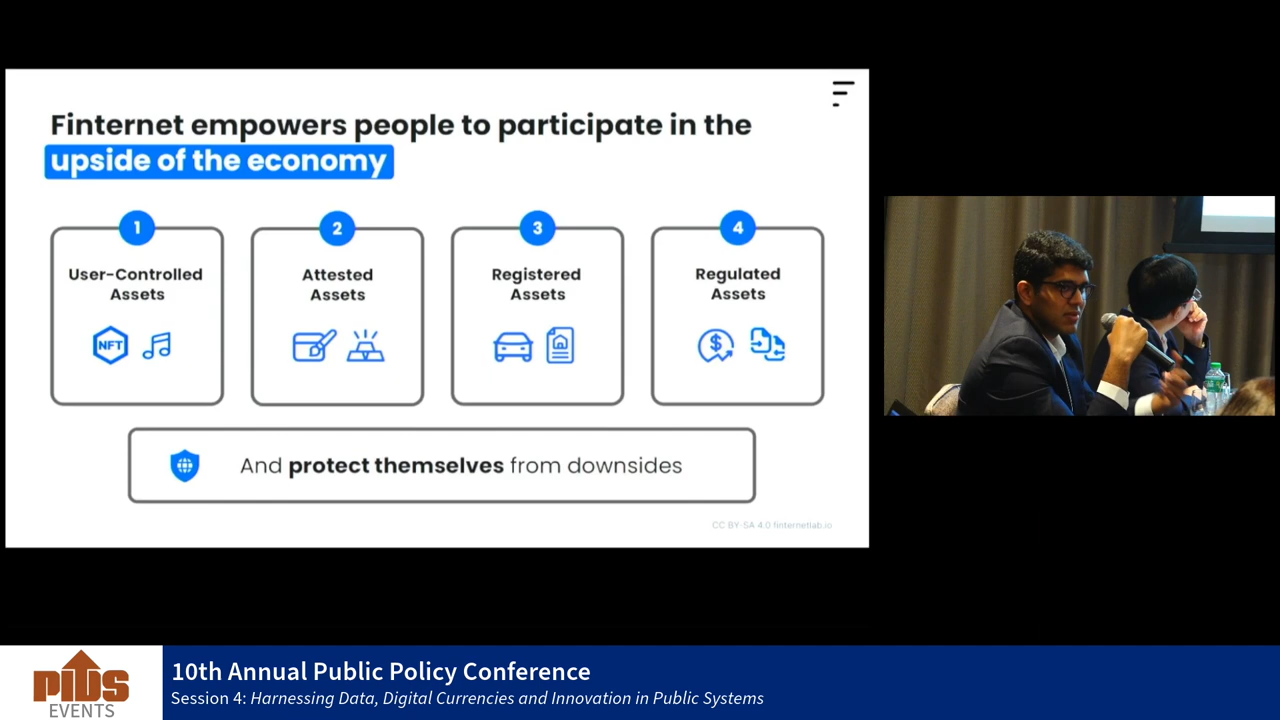 Finternet empowers people to participate in the
upside of the economy
1
2
3
4
User-Controlled
Assets
Attested
Assets
Registered
Assets
Regulated
Assets
NFT
$
And protect themselves from downsides
CC BY-SA 4.0 finternetlab.io
PIDS
EVENTS
10th Annual Public Policy Conference
Session 4: Harnessing Data, Digital Currencies and Innovation in Public Systems